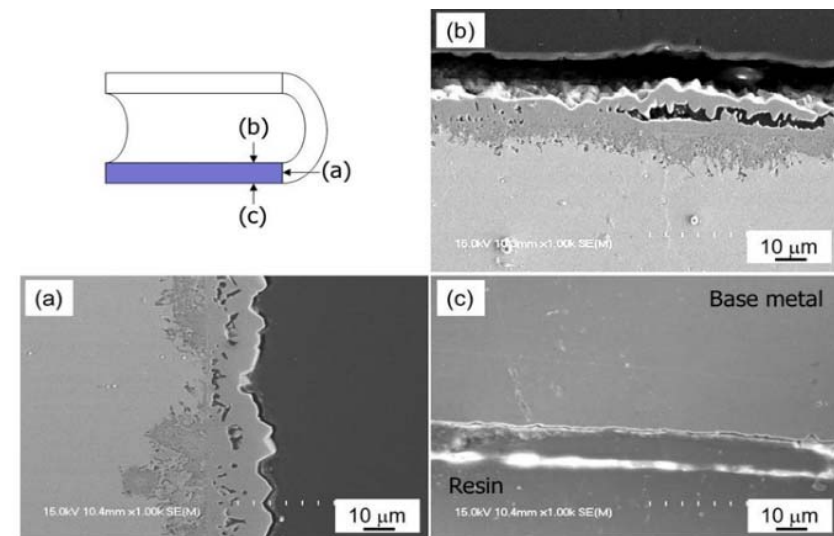 (b)
(a)
(c)
(b)
15.0kV 10.3mm x1.00k SE(M)
10 μm
(a)
15.0kV 10.4mm x1.00k SE(M)
10 μm
(c)
Base metal
Resin
15.0kV 10.4mm x1.00k SE(M)
10 μm